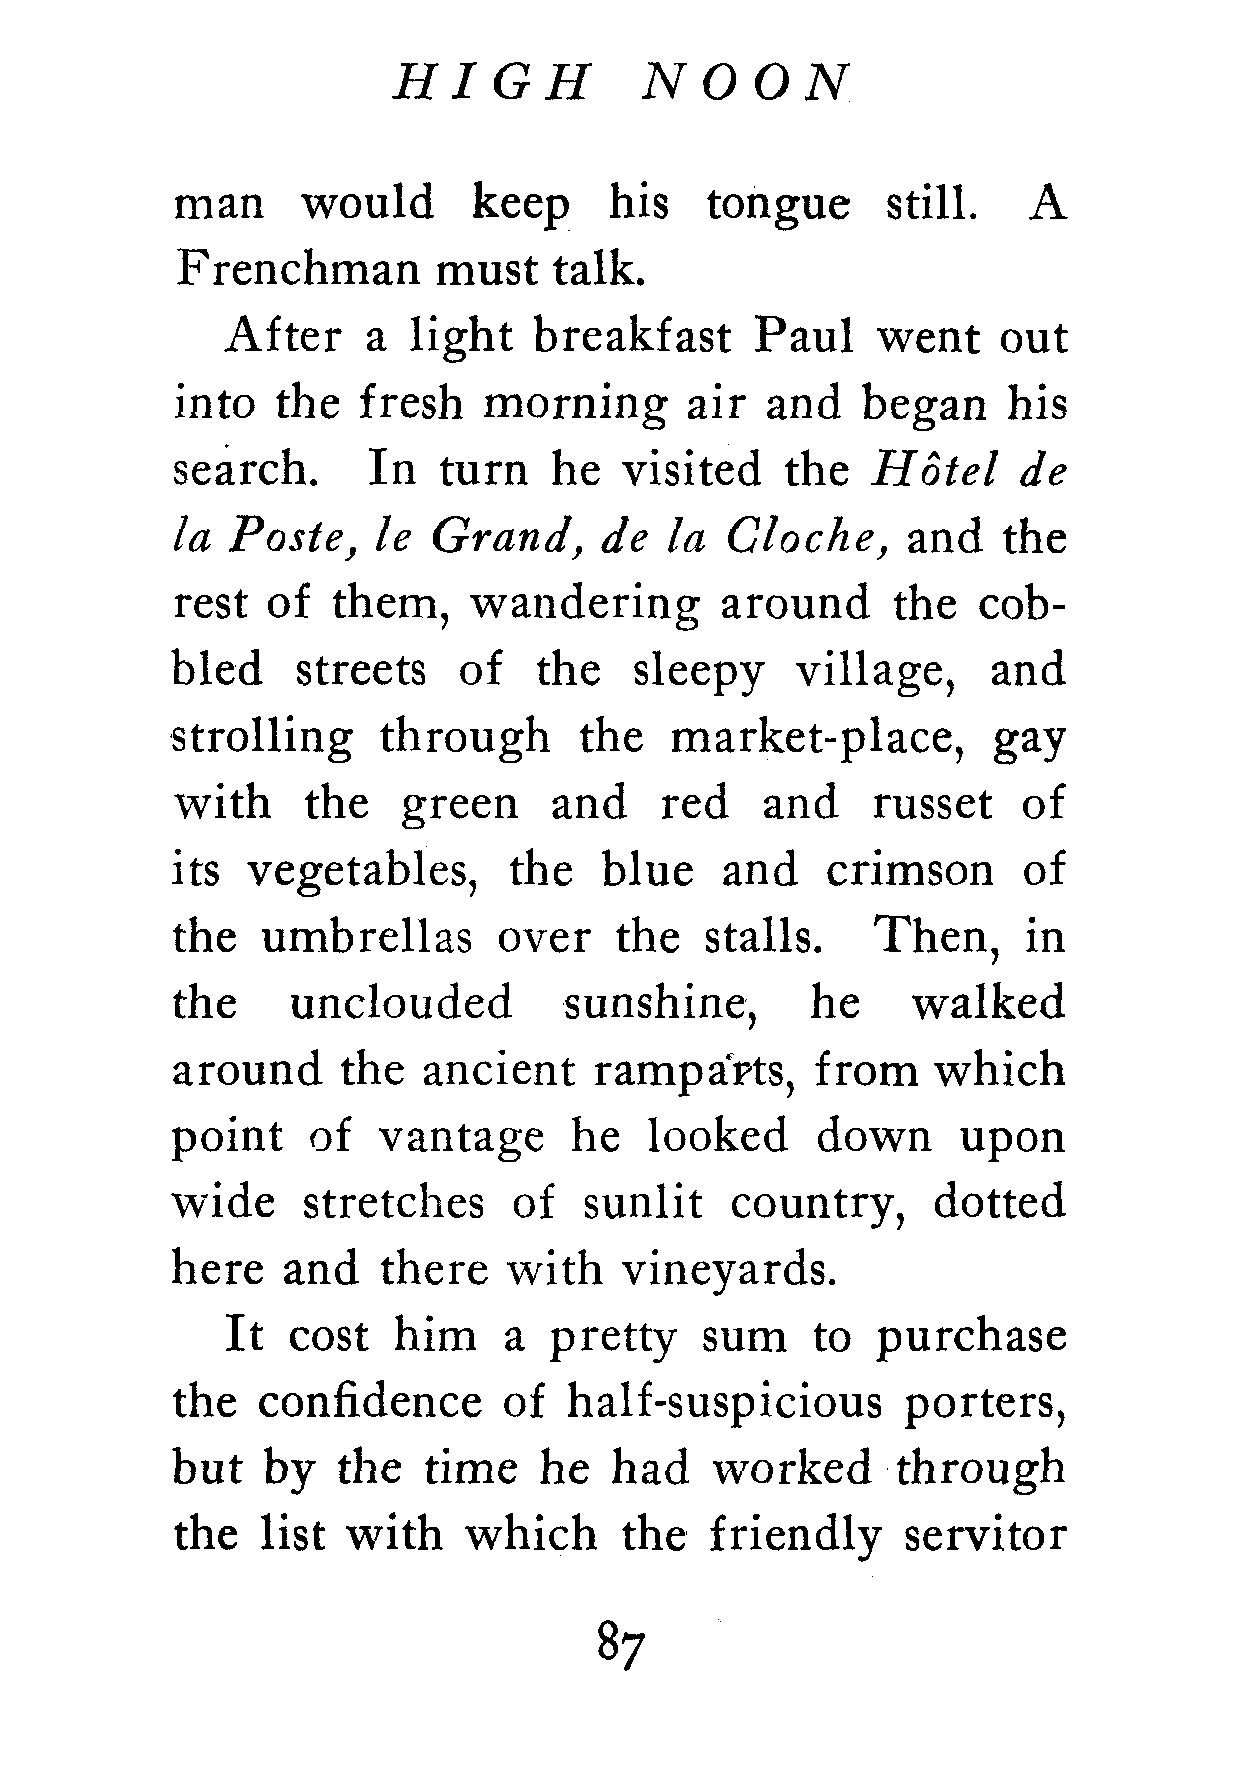 HIGH NOON
man would keep his tongue still. A
Frenchman must talk.
After a light breakfast Paul went out
into the fresh morning air and began his
search. In turn he visited the Hôtel de
la Poste, le Grand, de la Cloche, and the
rest of them, wandering around the cob-
bled streets of the sleepy village, and
strolling through the market-place, gay
with the green and red and russet of
its vegetables, the blue and crimson of
the umbrellas over the stalls. Then, in
the unclouded sunshine, he walked
around the ancient ramparts, from which
point of vantage he looked down upon
wide stretches of sunlit country, dotted
here and there with vineyards.
It cost him a pretty sum to purchase
the confidence of half-suspicious porters,
but by the time he had worked through
the list with which the friendly servitor
87